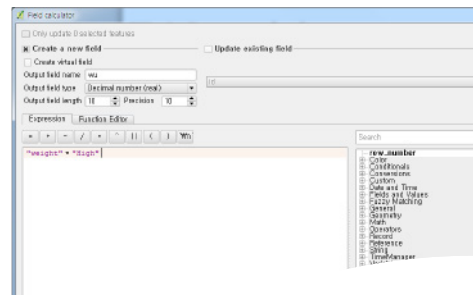 Field calculator
Only update 0 selected features
Create a new field
Update existing field
Create virtual field
Output field name wu
Output field type Decimal number (real)
Output field length 10 Precision 10
Expression Function Editor
= + - / * ^ || ( ) '\n'
Search
"weight" * "High"
row_number
Color
Conditionals
Conversions
Custom
Date and Time
Fields and Values
Fuzzy Matching
General
Geometry
Math
Operators
Record
Reference
String
TimeManager